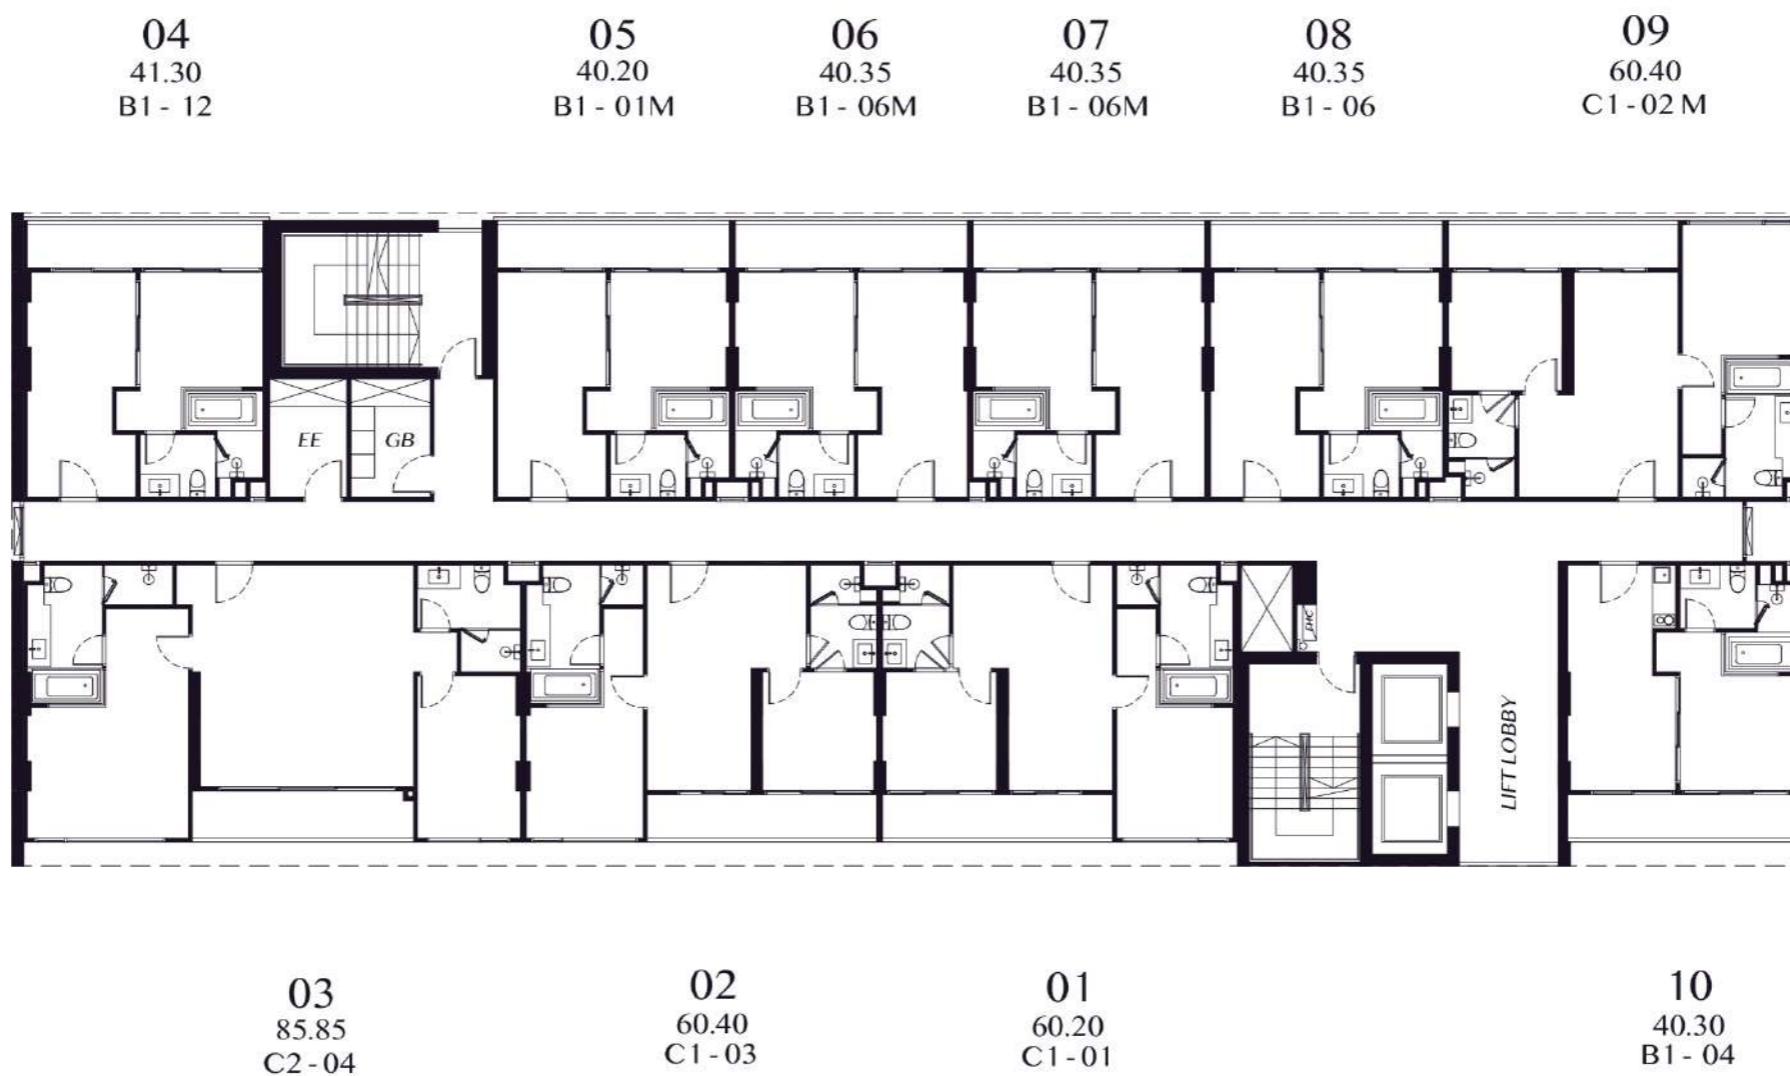 04
41.30
B1 - 12
05
40.20
B1 - 01M
06
40.35
B1 - 06M
07
40.35
B1 - 06M
08
40.35
B1 - 06
09
60.40
C1 - 02 M
EE
GB
FHC
LIFT LOBBY
03
85.85
C2 - 04
02
60.40
C1 - 03
01
60.20
C1 - 01
10
40.30
B1 - 04